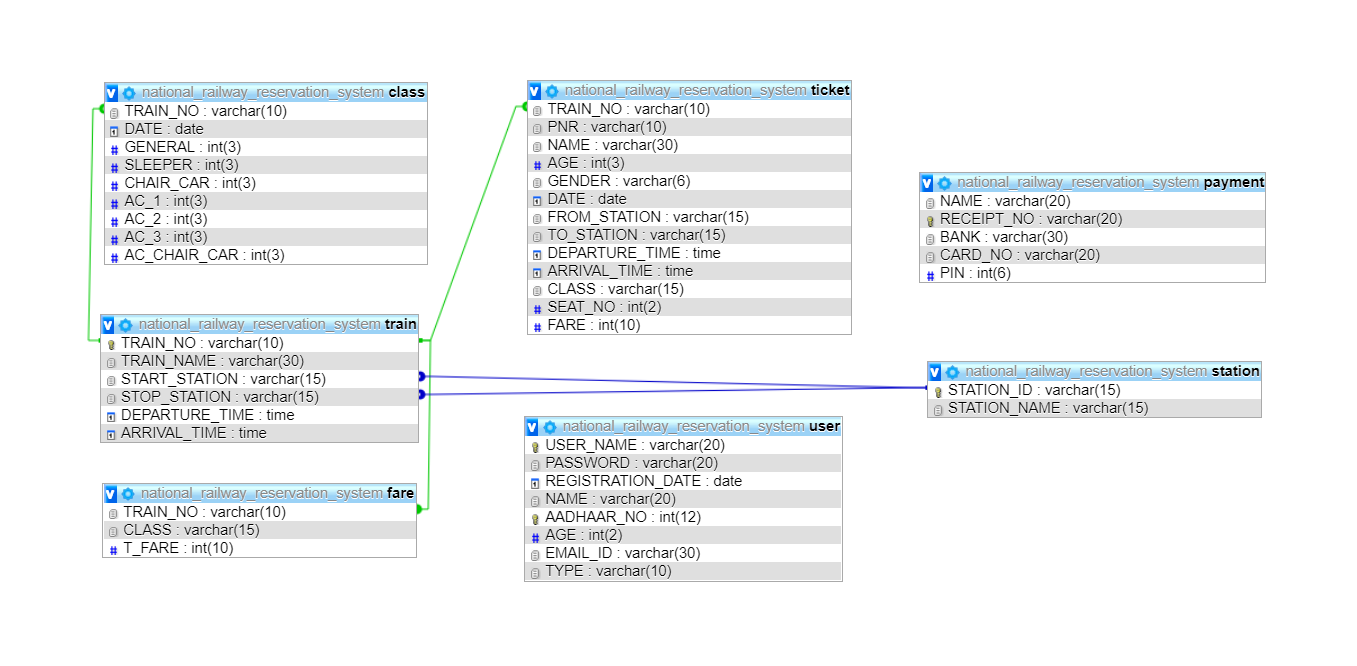 national_railway_reservation_system class
TRAIN_NO : varchar(10)
DATE : date
GENERAL : int(3)
SLEEPER : int(3)
CHAIR_CAR : int(3)
AC_1 : int(3)
AC_2 : int(3)
AC_3 : int(3)
AC_CHAIR_CAR : int(3)
national_railway_reservation_system train
TRAIN_NO : varchar(10)
TRAIN_NAME : varchar(30)
START_STATION : varchar(15)
STOP_STATION : varchar(15)
DEPARTURE_TIME : time
ARRIVAL_TIME : time
national_railway_reservation_system fare
TRAIN_NO : varchar(10)
CLASS : varchar(15)
T_FARE : int(10)
national_railway_reservation_system ticket
TRAIN_NO : varchar(10)
PNR : varchar(10)
NAME : varchar(30)
AGE : int(3)
GENDER : varchar(6)
DATE : date
FROM_STATION : varchar(15)
TO_STATION : varchar(15)
DEPARTURE_TIME : time
ARRIVAL_TIME : time
CLASS : varchar(15)
SEAT_NO : int(2)
FARE : int(10)
national_railway_reservation_system user
USER_NAME : varchar(20)
PASSWORD : varchar(20)
REGISTRATION_DATE : date
NAME : varchar(20)
AADHAAR_NO : int(12)
AGE : int(2)
EMAIL_ID : varchar(30)
TYPE : varchar(10)
national_railway_reservation_system payment
NAME : varchar(20)
RECEIPT_NO : varchar(20)
BANK : varchar(30)
CARD_NO : varchar(20)
PIN : int(6)
national_railway_reservation_system station
STATION_ID : varchar(15)
STATION_NAME : varchar(15)